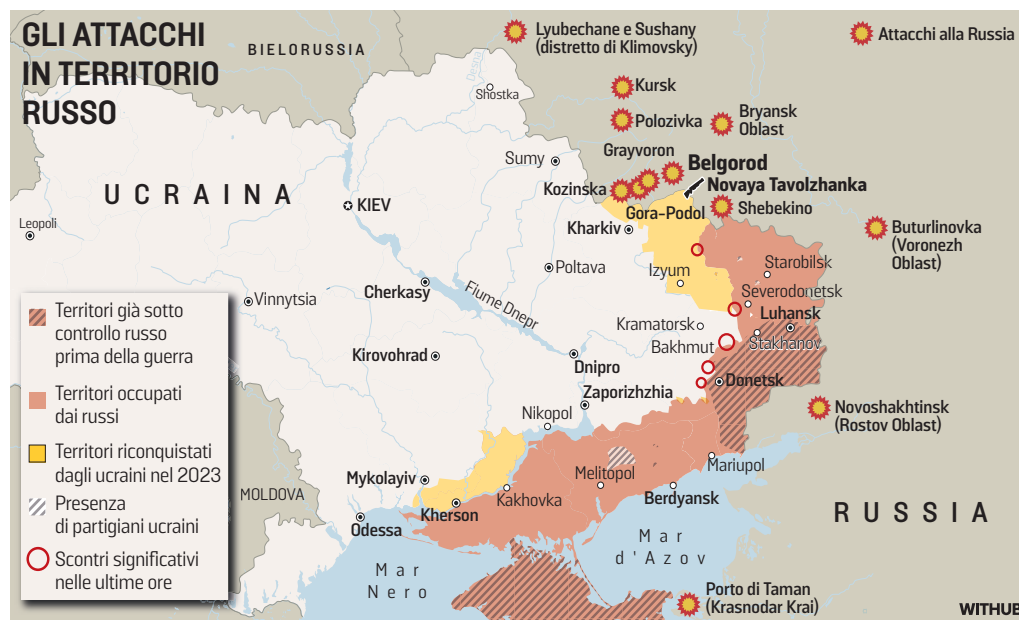 GLI ATTACCHI
IN TERRITORIO
RUSSO
BIELORUSSIA
Lyubechane e Sushany
(distretto di Klimovsky)
Attacchi alla Russia
Shostka
Kursk
Polozivka
Bryansk
Oblast
Sumy
Grayvoron
Belgorod
Kozinska
Novaya Tavolzhanka
UCRAINA
KIEV
Gora-Podol
Shebekino
Leopoli
Kharkiv
Buturlinovka
(Voronezh
Oblast)
Poltava
Izyum
Starobilsk
Cherkasy
Fiume Dnepr
Severodonetsk
Vinnytsia
Luhansk
Kramatorsk
Stakhanov
Bakhmut
Kirovohrad
Dnipro
Donetsk
Zaporizhzhia
Nikopol
Novoshakhtinsk
(Rostov Oblast)
Mariupol
Melitopol
Mykolayiv
Kakhovka
Berdyansk
MOLDOVA
Kherson
Odessa
RUSSIA
Mar
d'Azov
Mar
Nero
Porto di Taman
(Krasnodar Krai)
Territori già sotto
controllo russo
prima della guerra
Territori occupati
dai russi
Territori riconquistati
dagli ucraini nel 2023
Presenza
di partigiani ucraini
Scontri significativi
nelle ultime ore
WITHUB